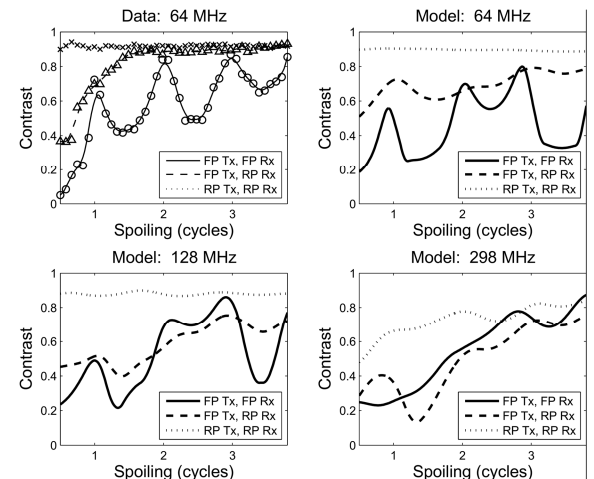 Data: 64 MHz
Contrast
1
0.8
0.6
0.4
0.2
0
1
2
3
Spoiling (cycles)
FP Tx, FP Rx
FP Tx, RP Rx
RP Tx, RP Rx
Model: 64 MHz
Contrast
1
0.8
0.6
0.4
0.2
0
1
2
3
Spoiling (cycles)
FP Tx, FP Rx
FP Tx, RP Rx
RP Tx, RP Rx
Model: 128 MHz
Contrast
1
0.8
0.6
0.4
0.2
0
1
2
3
Spoiling (cycles)
FP Tx, FP Rx
FP Tx, RP Rx
RP Tx, RP Rx
Model: 298 MHz
Contrast
1
0.8
0.6
0.4
0.2
0
1
2
3
Spoiling (cycles)
FP Tx, FP Rx
FP Tx, RP Rx
RP Tx, RP Rx